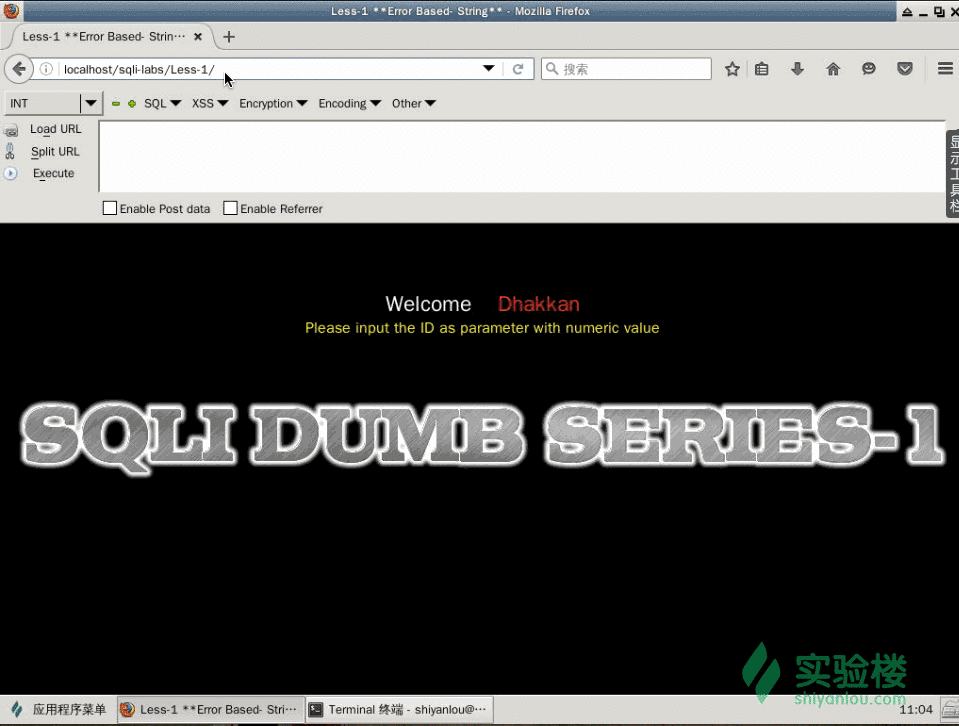 Less-1 **Error Based- String** - Mozilla Firefox
Less-1 **Error Based- Strin⋯
localhost/sqli-labs/Less-1/
搜索
INT
SQL
XSS
Encryption
Encoding
Other
Load URL
Split URL
Execute
显示工具栏
Enable Post data
Enable Referrer
Welcome Dhakkan
Please input the ID as parameter with numeric value
SQLI DUMB SERIES-1
实验楼
shiyanlou.com
应用程序菜单
Less-1 **Error Based- Stri⋯
Terminal 终端 - shiyanlou@⋯
11:04